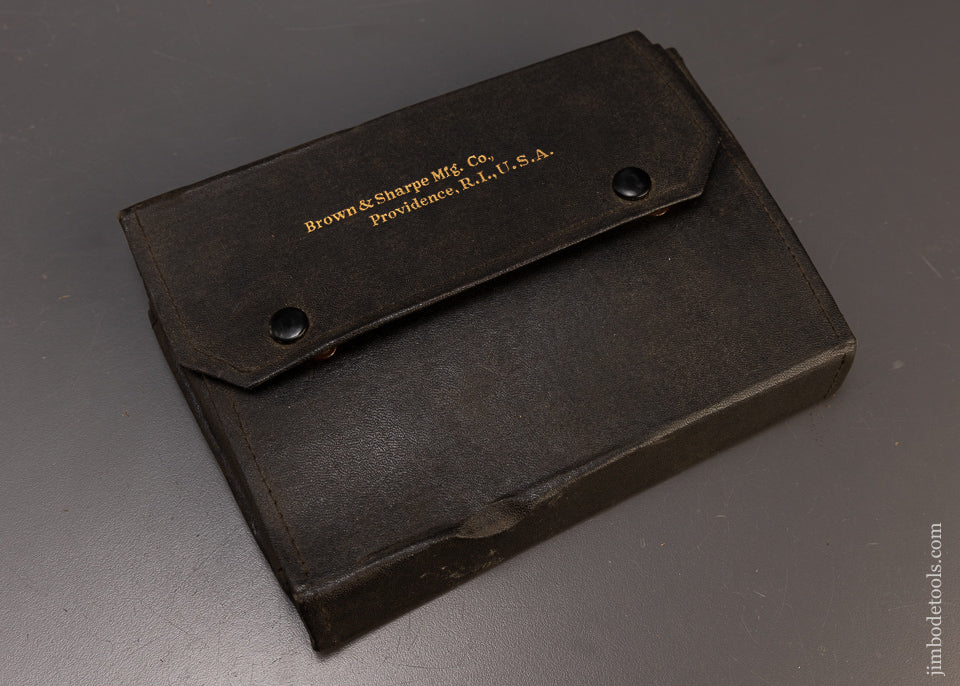 Brown & Sharpe Mfg. Co.,
Providence, R.I., U.S.A.
jimbodetools.com